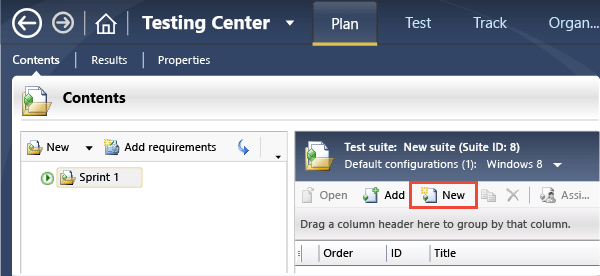 Testing Center Plan Test Track Organ...
Contents Results Properties
Contents
New Add requirements
Sprint 1
Test suite: New suite (Suite ID: 8)
Default configurations (1): Windows 8
Open Add New Assi...
Drag a column header here to group by that column.
Order ID Title